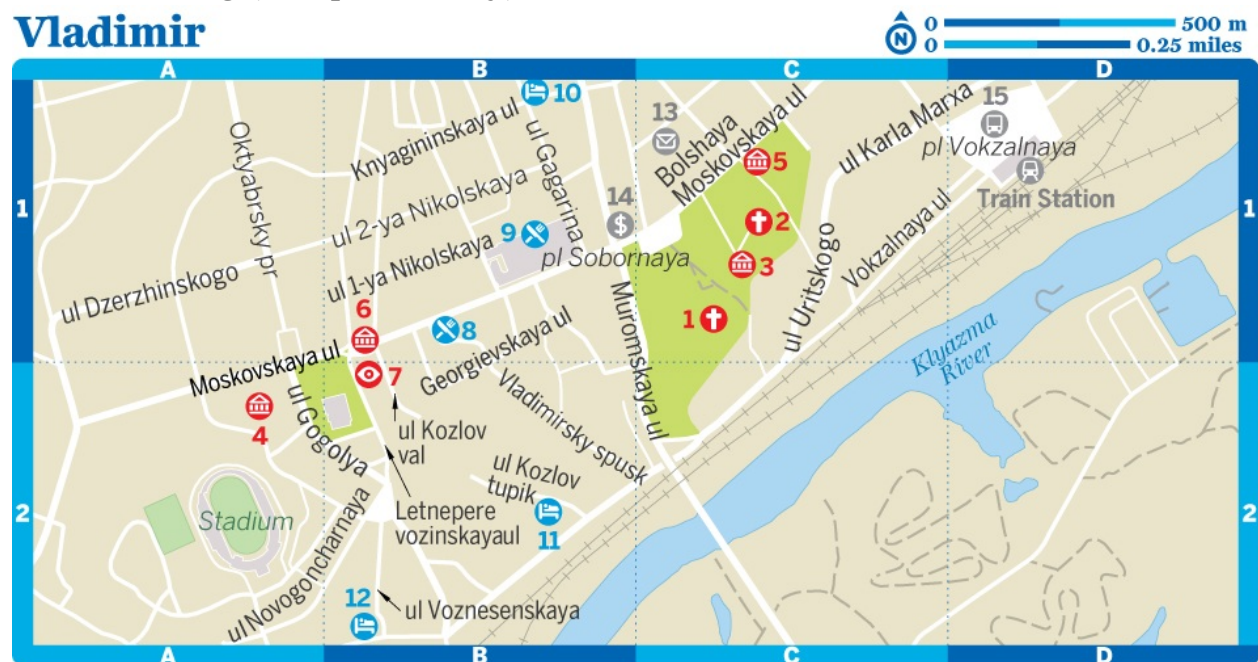 Vladimir
N
0 500 m
0 0.25 miles
A B C D
1
2
1
2
A B C D
Oktyabrsky pr
Knyagininskaya ul
10
ul Gagarina
13
Bolshaya
Moskovskaya ul
5
ul Karla Marxa
15
pl Vokzalnaya
Train Station
ul 2-ya Nikolskaya
14
$
2
ul Dzerzhinskogo
ul 1-ya Nikolskaya
9
pl Sobornaya
3
ul Uritskogo
Vokzalnaya ul
6
8
Georgievskaya ul
Muromskaya ul
1
Klyazma
River
Moskovskaya ul
7
4
ul Gogolya
ul Kozlov
val
Vladimirsky spusk
Stadium
Letnepere
vozinskayaul
ul Kozlov
tupik
11
ul Novogoncharnaya
12
ul Voznesenskaya